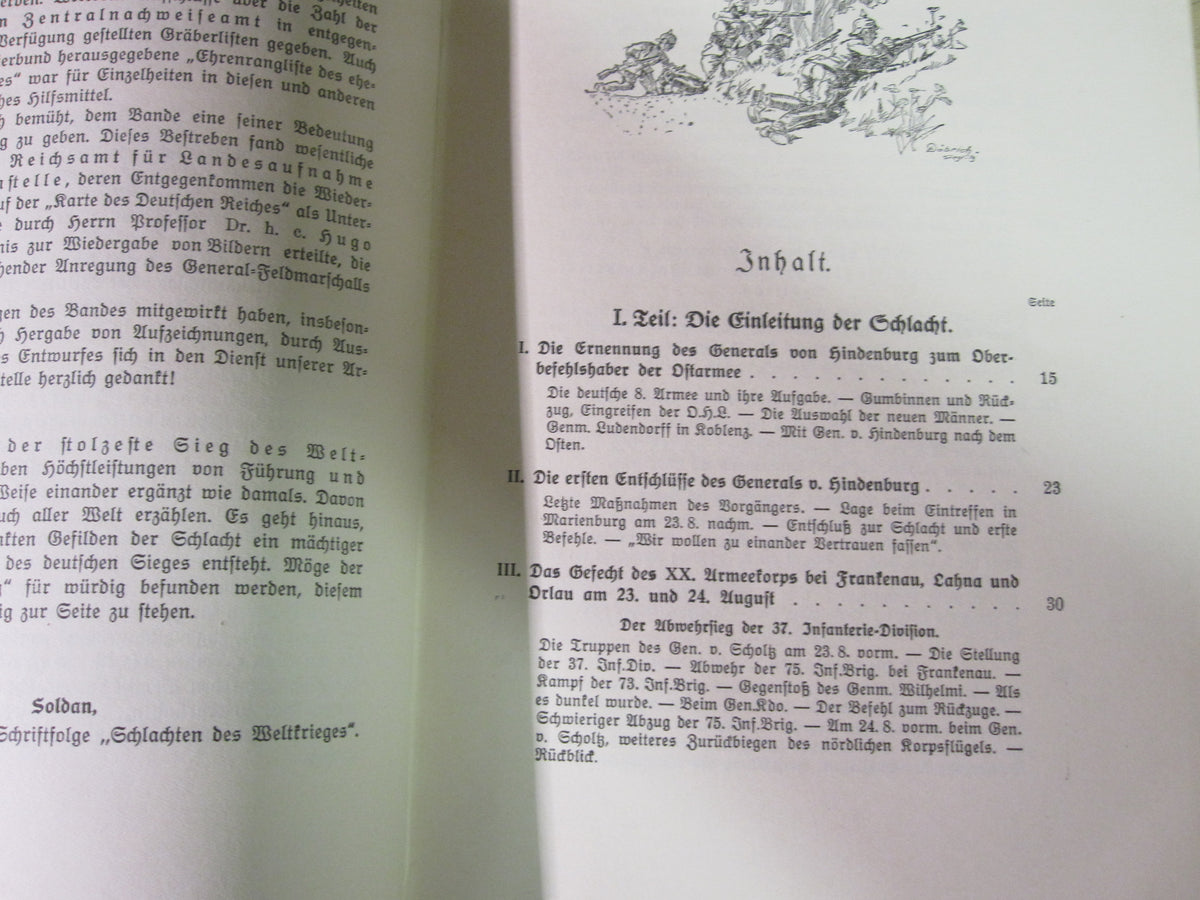 über die Zahl der
Zentralnachweiseamt in entgegen-
Verfügung gestellten Gräberlisten gegeben. Auch
herausgegebene „Ehrenrangliste des ehe-
war für Einzelheiten in diesen und anderen
Hilfsmittel.
bemüht, dem Bande eine seiner Bedeutung
zu geben. Dieses Bestreben fand wesentliche
Reichsamt für Landesaufnahme
deren Entgegenkommen die Wieder-
der „Karte des Deutschen Reiches“ als Unter-
durch Herrn Professor Dr. h. c. Hugo
zur Wiedergabe von Bildern erteilte, die
Anregung des General-Feldmarschalls
des Bandes mitgewirkt haben, insbeson-
Hergabe von Aufzeichnungen, durch Aus-
Entwurfes sich in den Dienst unserer Ar-
herzlich gedankt!
der stolzeste Sieg des Welt-
Höchstleistungen von Führung und
Weise einander ergänzt wie damals. Davon
aller Welt erzählen. Es geht hinaus,
Gefilden der Schlacht ein mächtiger
des deutschen Sieges entsteht. Möge der
für würdig befunden werden, diesem
zur Seite zu stehen.
Soldan,
Schriftfolge „Schlachten des Weltkrieges“.
Inhalt.
Seite
I. Teil: Die Einleitung der Schlacht.
I. Die Ernennung des Generals von Hindenburg zum Ober-
befehlshaber der Ostarmee . . . . . . . . . . . . . 15
Die deutsche 8. Armee und ihre Aufgabe. — Gumbinnen und Rück-
zug, Eingreifen der O.H.L. — Die Auswahl der neuen Männer. —
Genm. Ludendorff in Koblenz. — Mit Gen. v. Hindenburg nach dem
Osten.
II. Die ersten Entschlüsse des Generals v. Hindenburg . . . . . 23
Letzte Maßnahmen des Vorgängers. — Lage beim Eintreffen in
Marienburg am 23. 8. nachm. — Entschluß zur Schlacht und erste
Befehle. — „Wir wollen zu einander Vertrauen fassen“.
III. Das Gefecht des XX. Armeekorps bei Frankenau, Lahna und
Orlau am 23. und 24. August . . . . . . . . . . . 30
Der Abwehrsieg der 37. Infanterie-Division.
Die Truppen des Gen. v. Scholtz am 23. 8. vorm. — Die Stellung
der 37. Inf.Div. — Abwehr der 75. Inf.Brig. bei Frankenau. —
Kampf der 73. Inf.Brig. — Gegenstoß des Genm. Wilhelmi. — Als
es dunkel wurde. — Beim Gen.Kdo. — Der Befehl zum Rückzuge. —
Schwieriger Abzug der 75. Inf.Brig. — Am 24. 8. vorm. beim Gen.
v. Scholtz, weiteres Zurückbiegen des nördlichen Korpsflügels. —
Rückblick.